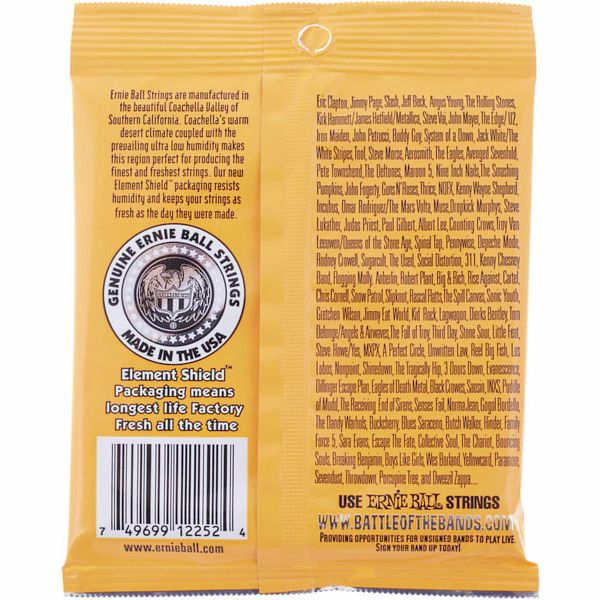 Ernie Ball Strings are manufactured in
the beautiful Coachella Valley of
Southern California. Coachella's warm
desert climate coupled with the
prevailing ultra low humidity makes
this region perfect for producing the
finest and freshest strings. Our new
Element Shield™ packaging resists
humidity and keeps your strings as
fresh as the day they were made.
GENUINE ERNIE BALL STRINGS
MADE IN THE USA
Element Shield™
Packaging means
longest life Factory
Fresh all the time
7 49699 12252 4
www.ernieball.com
Eric Clapton, Jimmy Page, Slash, Jeff Beck, Angus Young, The Rolling Stones,
Kirk Hammett/James Hetfield/Metallica, Steve Vai, John Mayer, The Edge/ U2,
Iron Maiden, John Petrucci, Buddy Guy, System of a Down, Jack White/The
White Stripes, Tool, Steve Morse, Aerosmith, The Eagles, Avenged Sevenfold,
Pete Townshend, The Deftones, Maroon 5, Nine Inch Nails, The Smashing
Pumpkins, John Fogerty, Guns N' Roses, Thrice, NOFX, Kenny Wayne Shepherd,
Incubus, Omar Rodriguez/The Mars Volta, Muse, Dropkick Murphys, Steve
Lukather, Judas Priest, Paul Gilbert, Albert Lee, Counting Crows, Troy Van
Leeuwen/Queens of the Stone Age, Spinal Tap, Pennywise, Depeche Mode,
Rodney Crowell, Sugarcult, The Used, Social Distortion, 311, Kenny Chesney
Band, Flogging Molly, Anberlin, Robert Plant, Big & Rich, Rise Against, Cartel,
Chris Cornell, Snow Patrol, Slipknot, Rascal Flatts, The Spill Canvas, Sonic Youth,
Gretchen Wilson, Jimmy Eat World, Kid Rock, Lagwagon, Dierks Bentley, Tom
Delonge/Angels & Airwaves, The Fall of Troy, Third Day, Stone Sour, Little Feat,
Steve Howe/Yes, MXPX, A Perfect Circle, Unwritten Law, Reel Big Fish, Los
Lobos, Nonpoint, Shinedown, The Tragically Hip, 3 Doors Down, Evanescence,
Dillinger Escape Plan, Eagles of Death Metal, Black Crowes, Saosin, INXS, Puddle
of Mudd, The Receiving End of Sirens, Senses Fail, Norma Jean, Gogol Bordello,
The Dandy Warhols, Buckcherry, Blues Saraceno, Dutch Walker, Hinder, Family
Force 5, Sara Evans, Escape The Fate, Collective Soul, The Chariot, Bouncing
Souls, Breaking Benjamin, Boys Like Girls, Wes Borland, Yellowcard, Paramore,
Sevendust, Throwdown, Porcupine Tree, and Dweezil Zappa....
USE ERNIE BALL STRINGS
WWW.BATTLEOFTHEBANDS.COM
PROVIDING OPPORTUNITIES FOR UNSIGNED BANDS TO PLAY LIVE.
SIGN YOUR BAND UP TODAY!